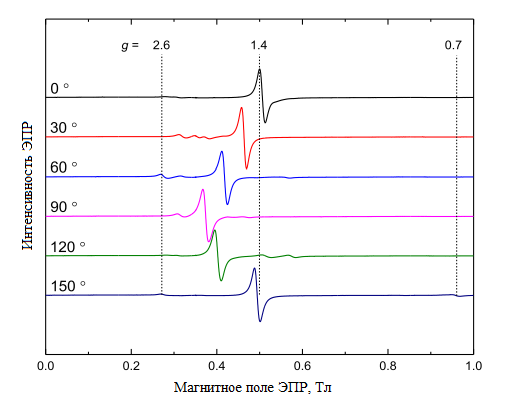 g = 2.6 1.4 0.7
0 °
30 °
60 °
90 °
120 °
150 °
Интенсивность ЭПР
0.0 0.2 0.4 0.6 0.8 1.0
Магнитное поле ЭПР, Тл